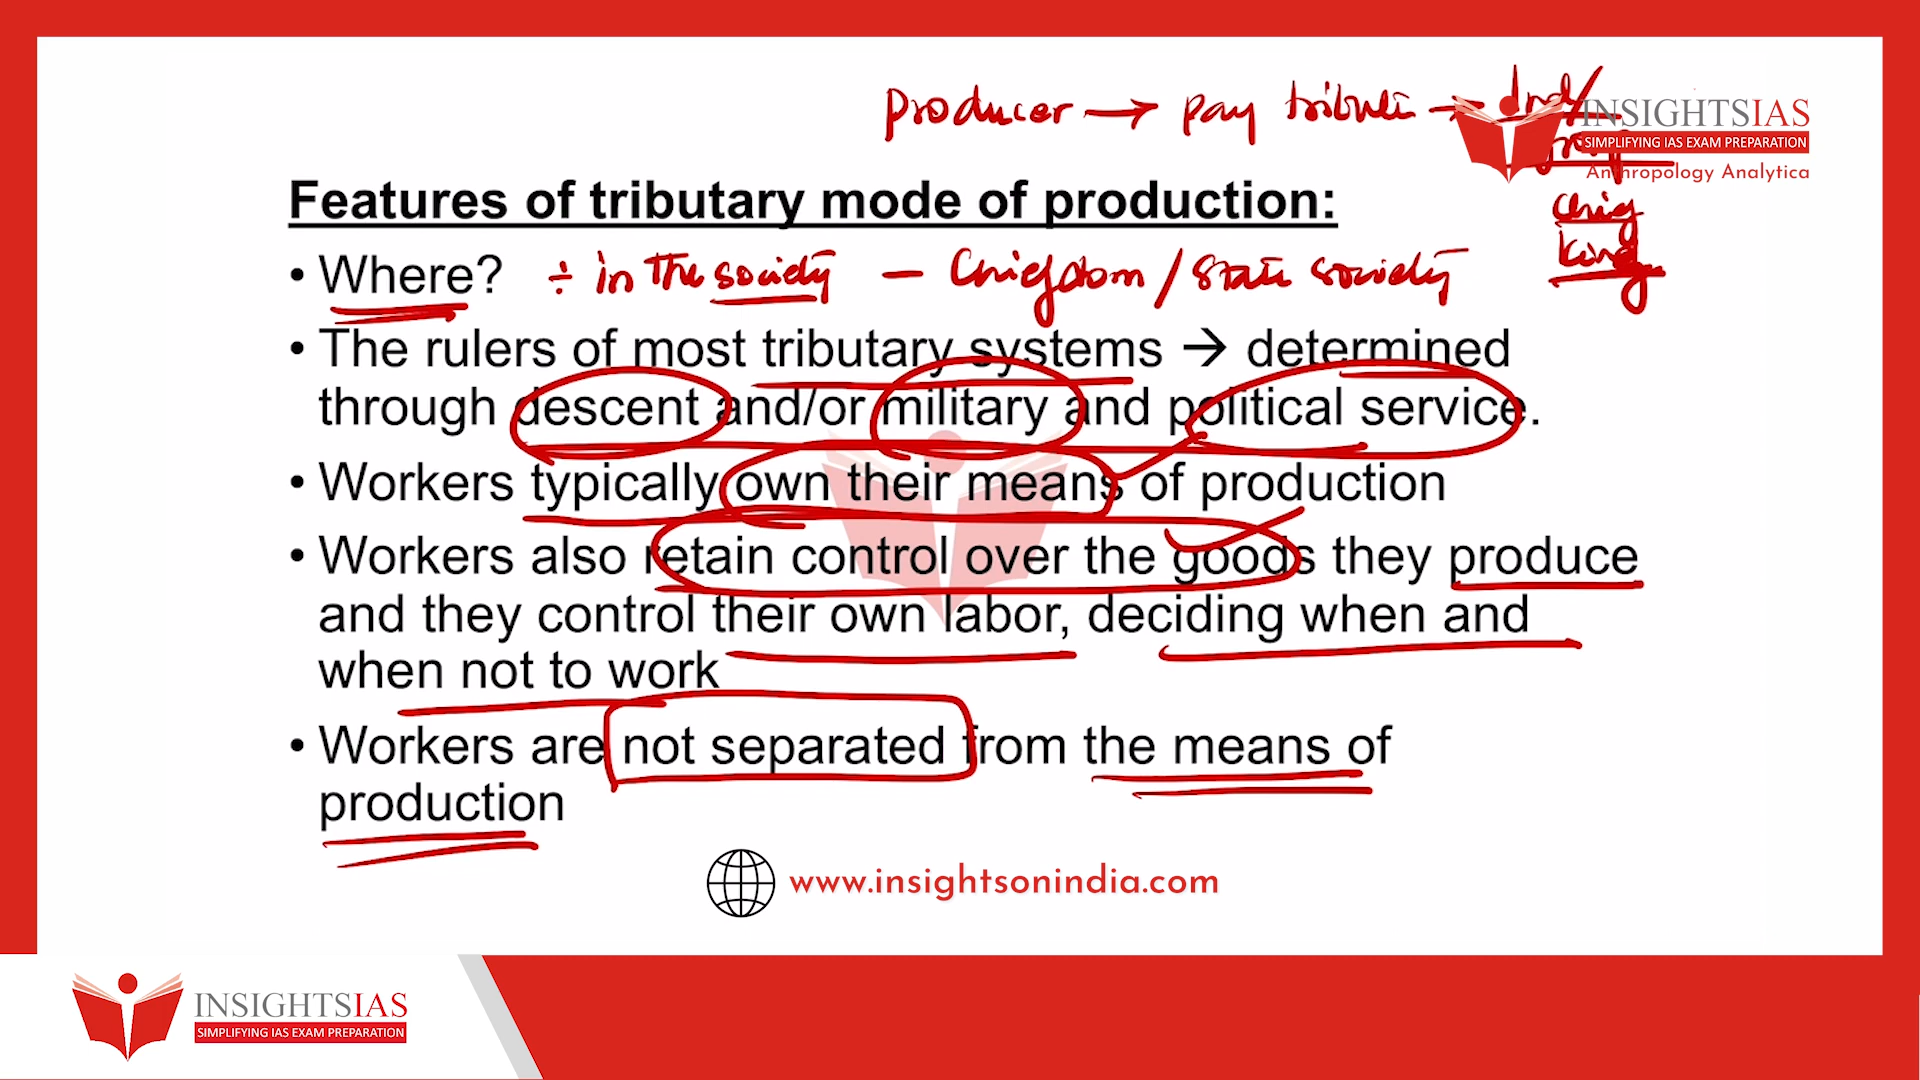 Producer → pay tribute → Ind/
INSIGHTSIAS
SIMPLIFYING IAS EXAM PREPARATION
Anthropology Analytica
Chief
King
Features of tributary mode of production:
• Where? ÷ in the society – Chiefdom / State society
• The rulers of most tributary systems → determined
through descent and/or military and political service.
• Workers typically own their means of production
• Workers also retain control over the goods they produce
and they control their own labor, deciding when and
when not to work
• Workers are not separated from the means of
production
www.insightsonindia.com
INSIGHTSIAS
SIMPLIFYING IAS EXAM PREPARATION